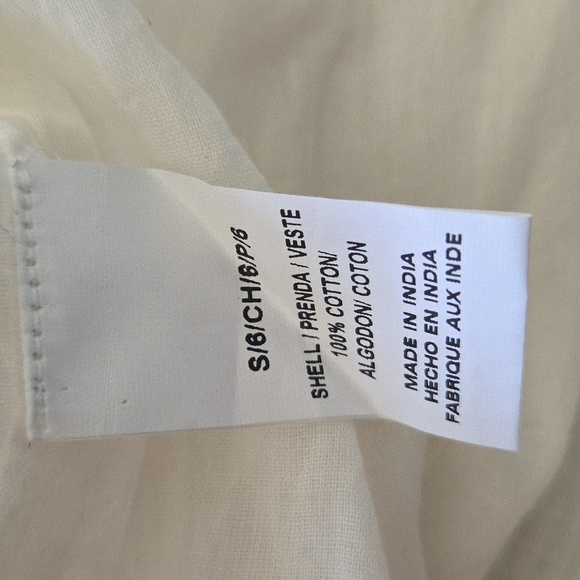 S/6/CH/6/P/6
SHELL / PRENDA / VESTE
100% COTTON/
ALGODON/ COTON
MADE IN INDIA
HECHO EN INDIA
FABRIQUE AUX INDE